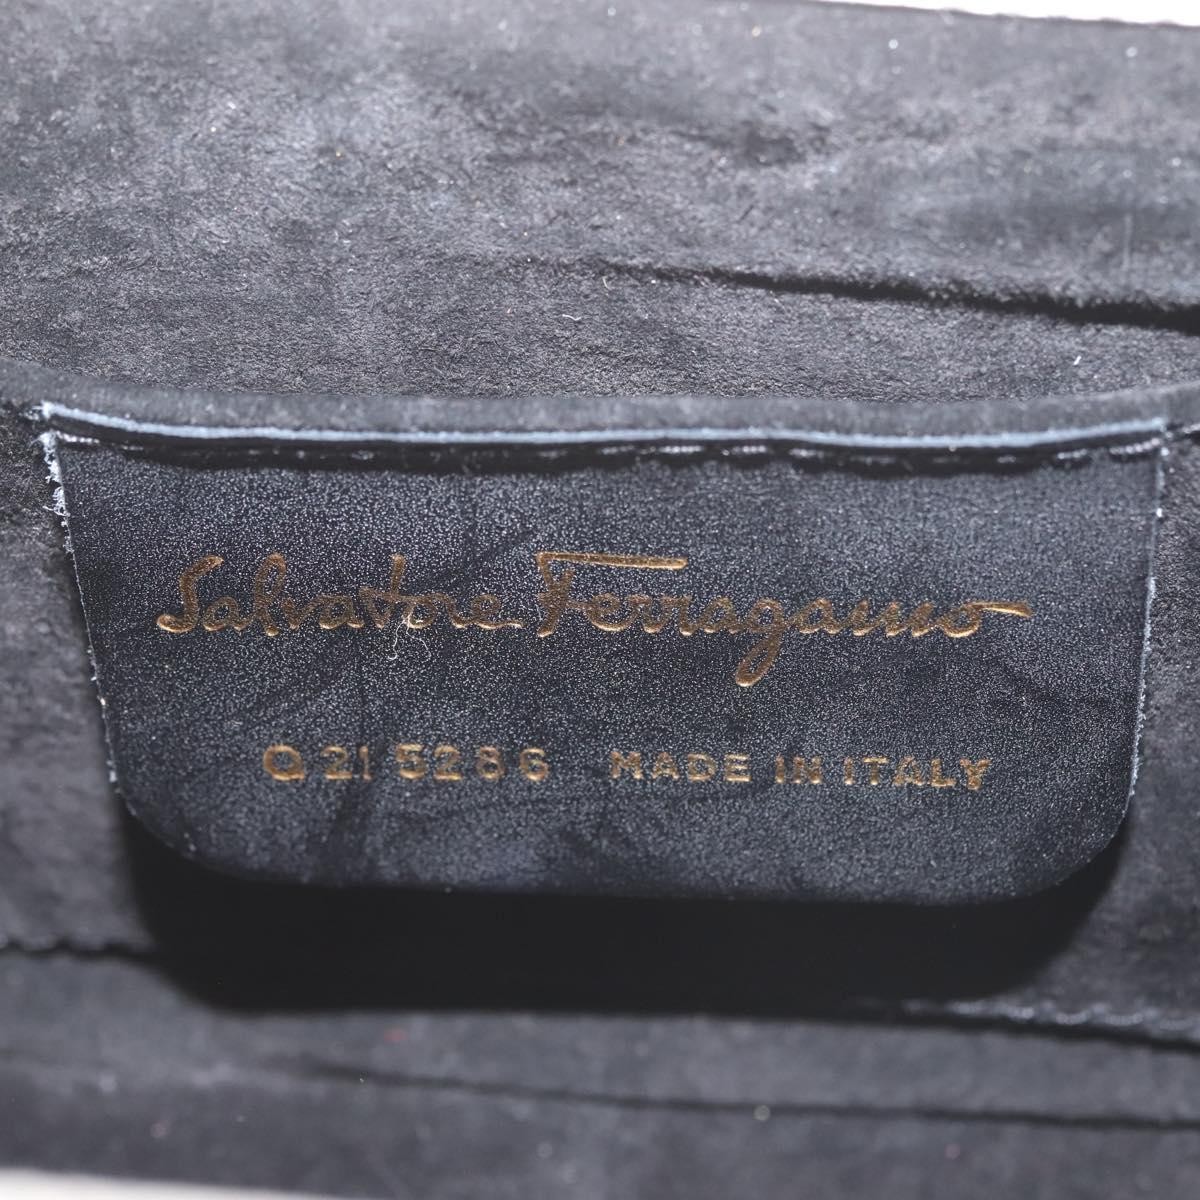 Salvatore Ferragamo
Q21 5286 MADE IN ITALY